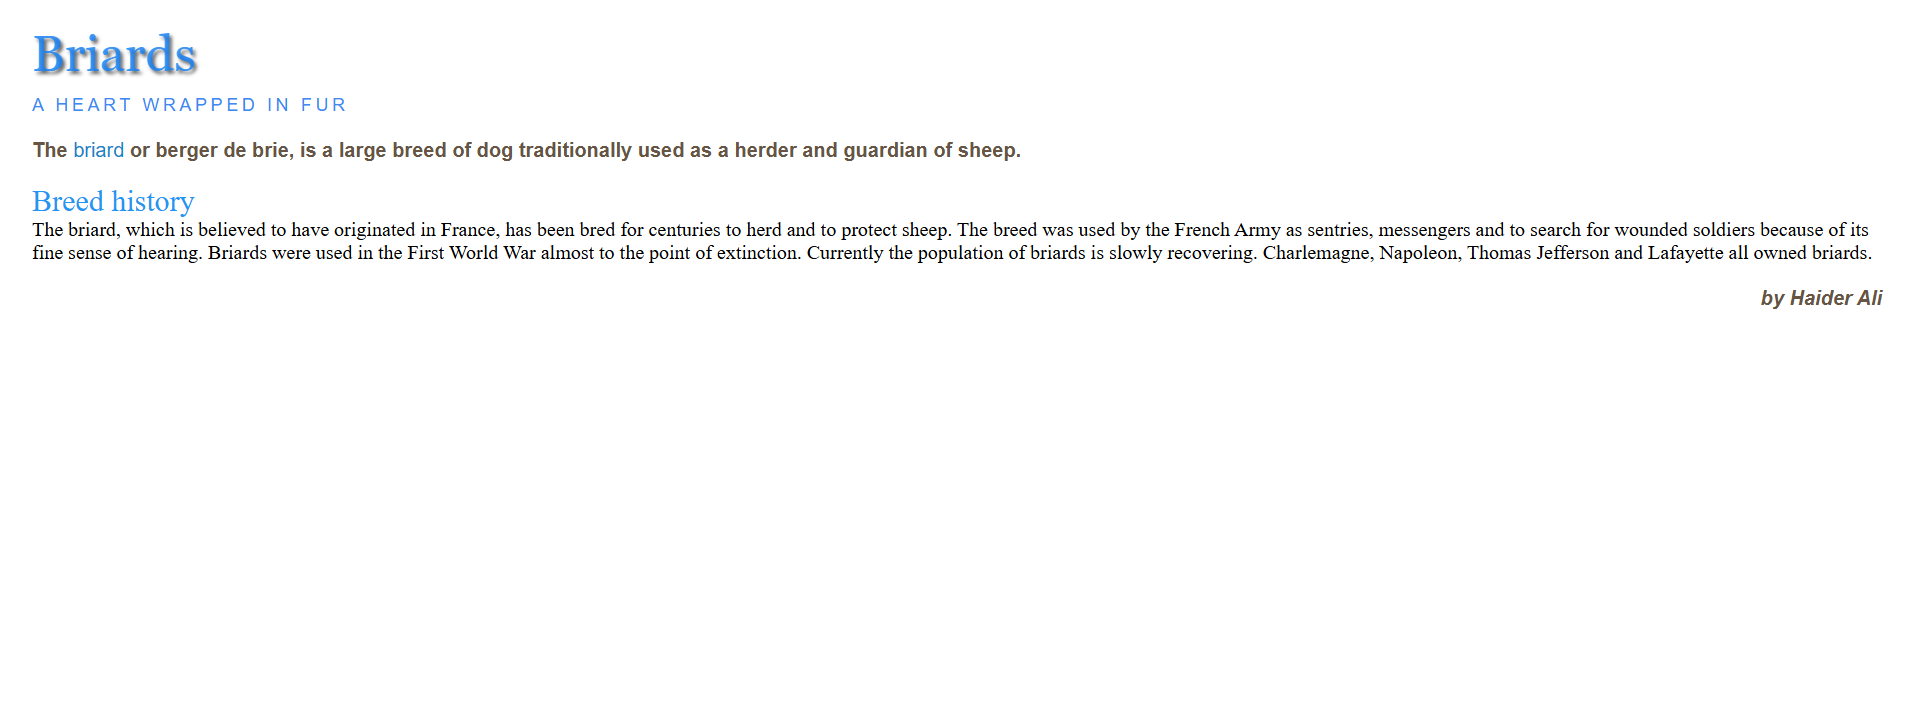 Briards
A HEART WRAPPED IN FUR
The briard or berger de brie, is a large breed of dog traditionally used as a herder and guardian of sheep.
Breed history
The briard, which is believed to have originated in France, has been bred for centuries to herd and to protect sheep. The breed was used by the French Army as sentries, messengers and to search for wounded soldiers because of its
fine sense of hearing. Briards were used in the First World War almost to the point of extinction. Currently the population of briards is slowly recovering. Charlemagne, Napoleon, Thomas Jefferson and Lafayette all owned briards.
by Haider Ali